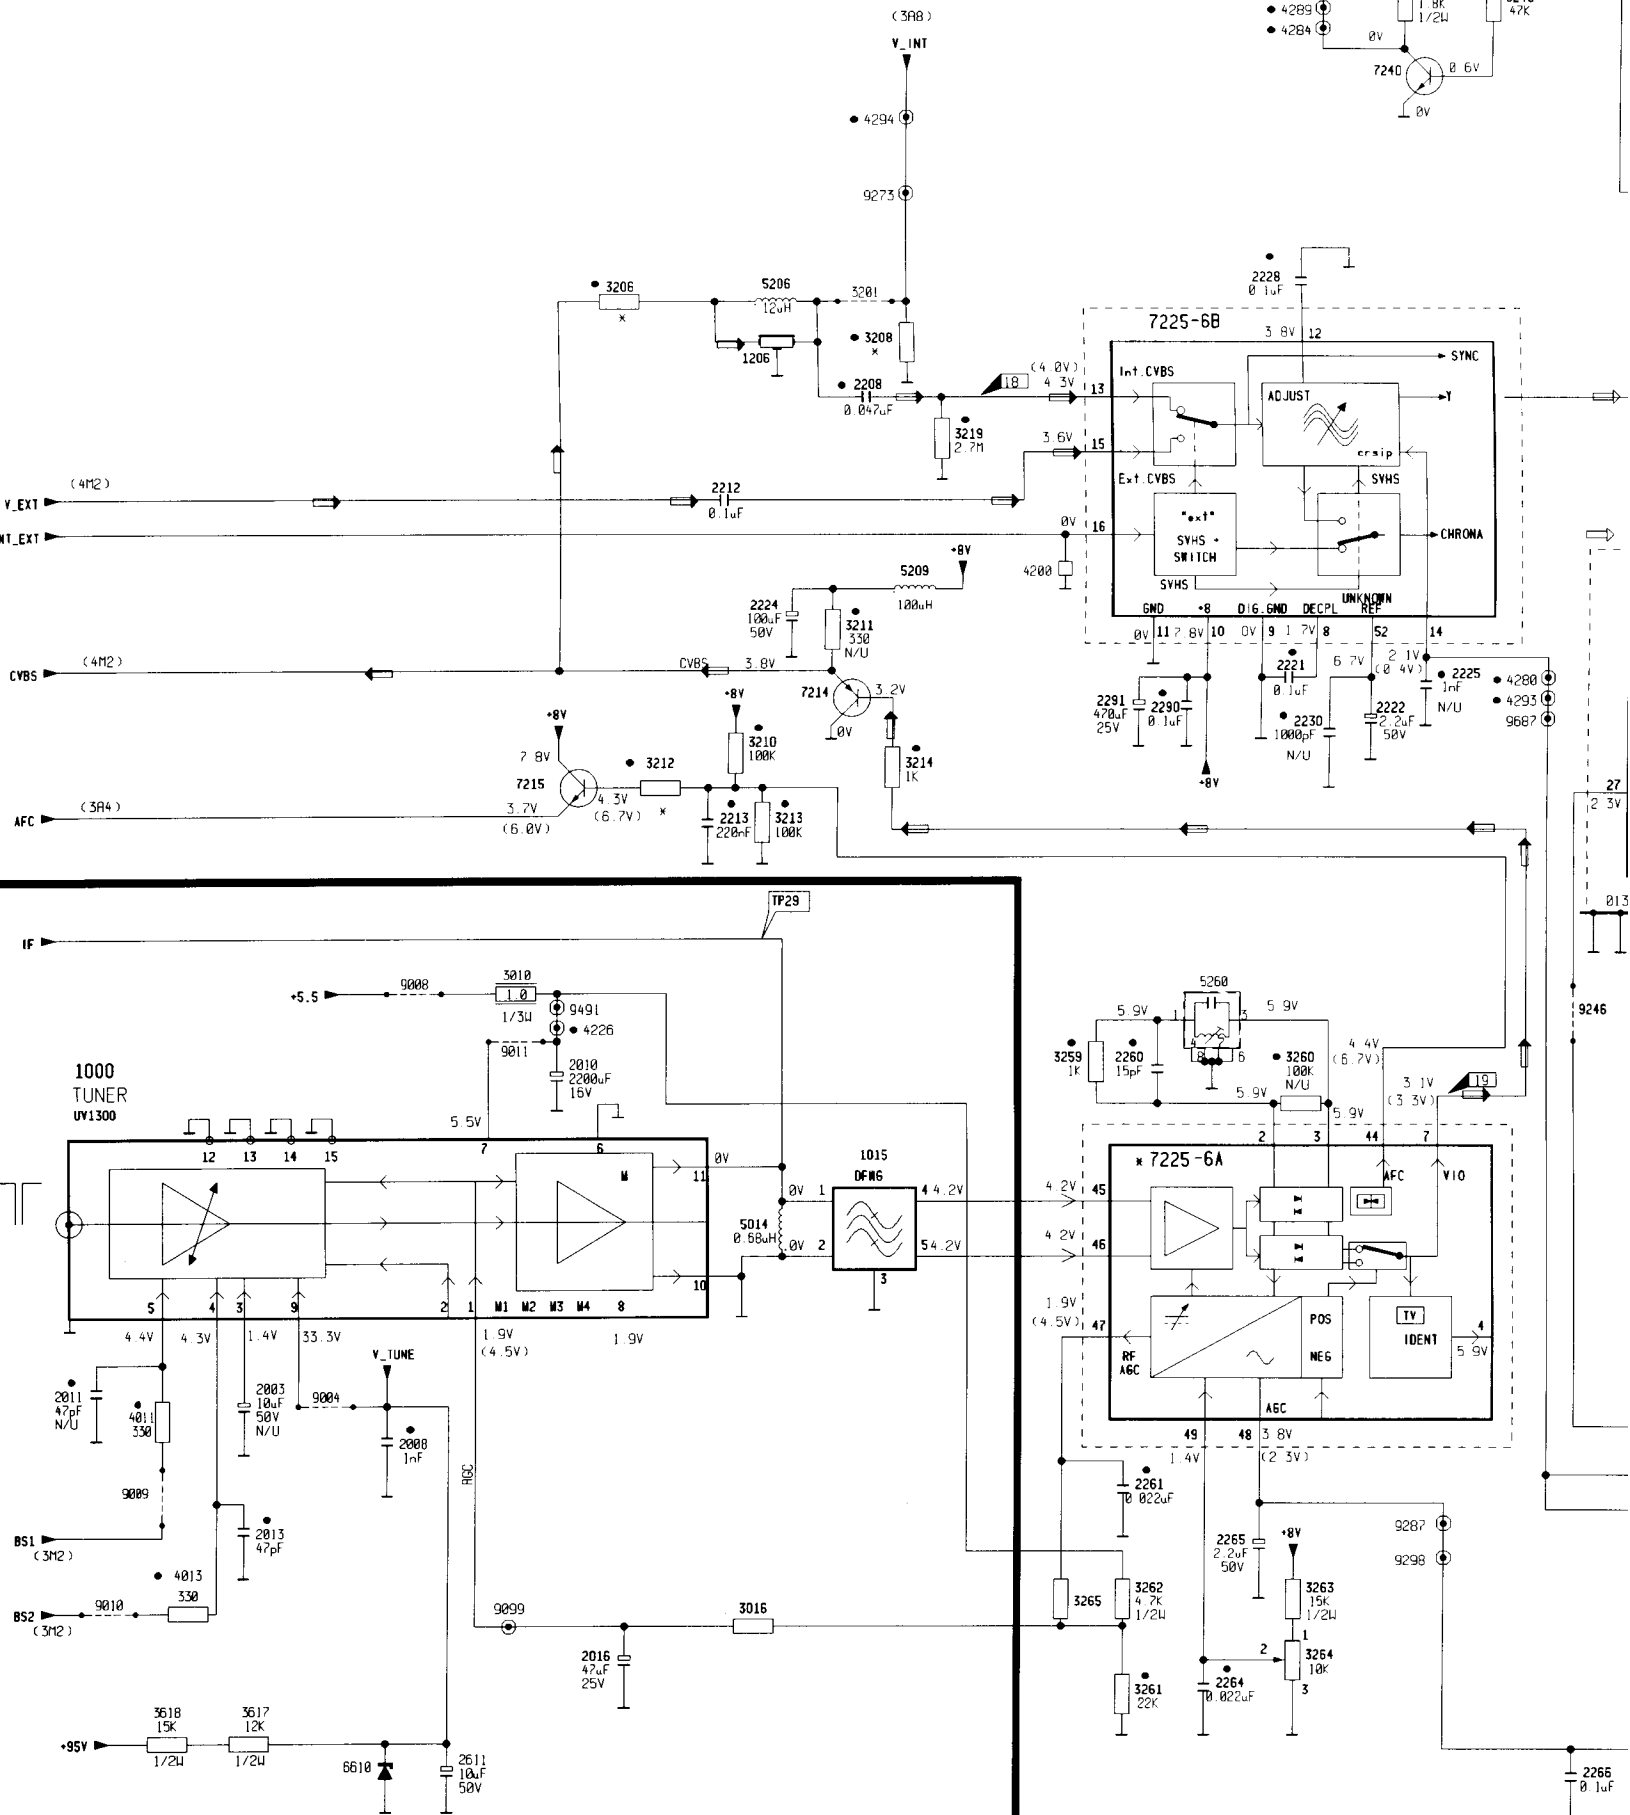 (3A8)
V_INT
4289
4284
1.8K
1/2W
47K
0V
7240
0 6V
0V
4294
9273
3206
*
5206
12uH
3201
3208
*
1206
2208
0.047uF
18
(4.0V)
4 3V
13
3219
2.7M
3.6V
15
2228
0 1uF
7225-6B
3 8V
12
Int.CVBS
ADJUST
SYNC
Y
crsip
SVHS
Ext.CVBS
"ext"
SVHS -
SWITCH
SVHS
CHROMA
UNKNOWN
GND
+8
DIG.GND
DECPL
REF
0V
11
7.8V
10
0V
9
1 7V
8
52
14
(4M2)
V_EXT
2212
0.1uF
NT_EXT
0V
16
4200
+8V
5209
100uH
2224
100uF
50V
3211
330
N/U
(4M2)
CVBS
CVBS
3.8V
7214
3.2V
0V
2221
0.1uF
6 7V
2 1V
(0 4V)
2225
1nF
N/U
4280
4293
9687
2291
470uF
25V
2290
0.1uF
2230
1000pF
N/U
2222
2.2uF
50V
+8V
+8V
+8V
7 8V
7215
3210
100K
3212
*
3214
1K
(3A4)
AFC
3.7V
(6.0V)
4.3V
(6.7V)
2213
220nF
3213
100K
27
2 3V
013
9246
TP29
IF
+5.5
9008
3010
1.0
1/3W
9491
4226
9011
2010
2200uF
16V
5.5V
1000
TUNER
UV1300
12
13
14
15
7
6
M
11
0V
5
4
3
9
2
1
M1
M2
M3
M4
8
10
4.4V
4.3V
1.4V
33.3V
1.9V
(4.5V)
1.9V
5014
0.68uH
0V
1
0V
2
1015
DFWG
4
4.2V
5
4.2V
3
5260
5.9V
1
3
5 9V
4
2
8
6
3259
1K
2260
15pF
3260
100K
N/U
5.9V
5.9V
4.4V
(6.7V)
3 1V
(3 3V)
19
2
3
44
7
* 7225-6A
AFC
VIO
4.2V
45
4 2V
46
1.9V
(4.5V)
47
RF
AGC
POS
NEG
TV
IDENT
4
5 9V
AGC
49
48
3 8V
1.4V
(2 3V)
V_TUNE
2011
47pF
N/U
4011
330
2003
10uF
50V
N/U
9004
2008
1nF
AGC
9009
BS1
(3M2)
2013
47pF
4013
330
BS2
(3M2)
9010
9099
2016
47uF
25V
3016
2261
0 022uF
3265
3262
4.7K
1/2W
3261
22K
2265
2.2uF
50V
+8V
3263
15K
1/2W
1
2
3264
10K
3
2264
0.022uF
9287
9298
2266
0.1uF
+95V
3618
15K
1/2W
3617
12K
1/2W
6610
2611
10uF
50V